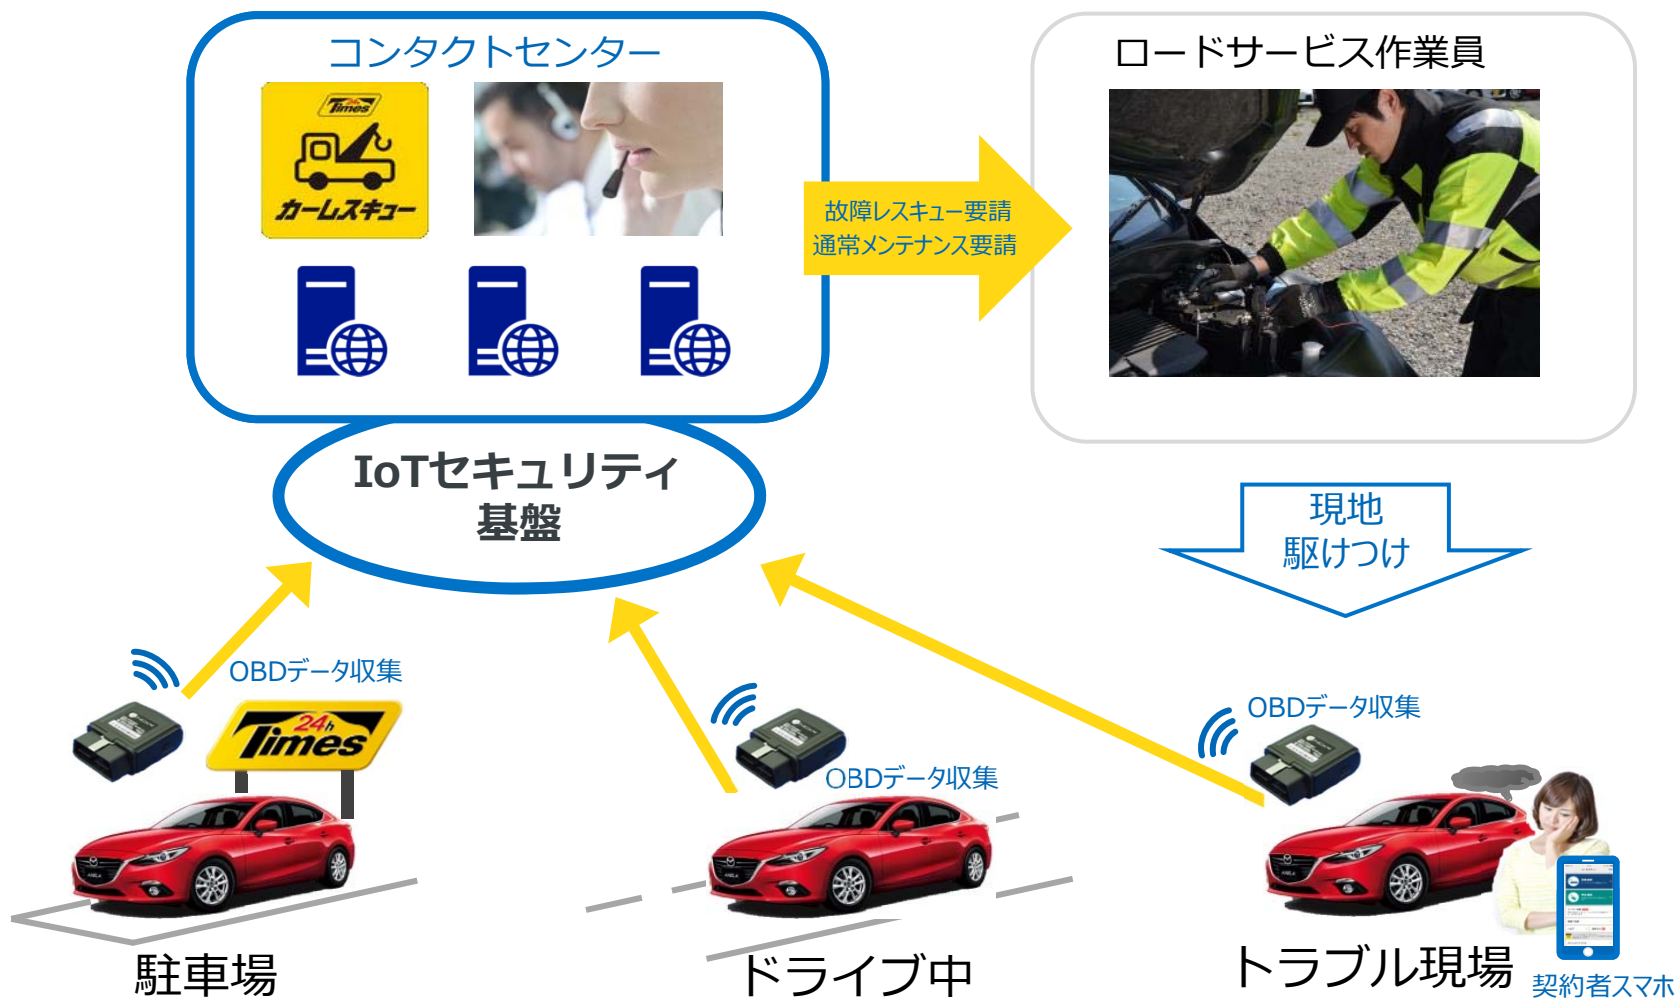 コンタクトセンター
24h
Times
カーレスキュー
故障レスキュー要請
通常メンテナンス要請
ロードサービス作業員
IoTセキュリティ
基盤
現地
駆けつけ
OBDデータ収集
24h
Times
駐車場
OBDデータ収集
ドライブ中
OBDデータ収集
トラブル現場
契約者スマホ